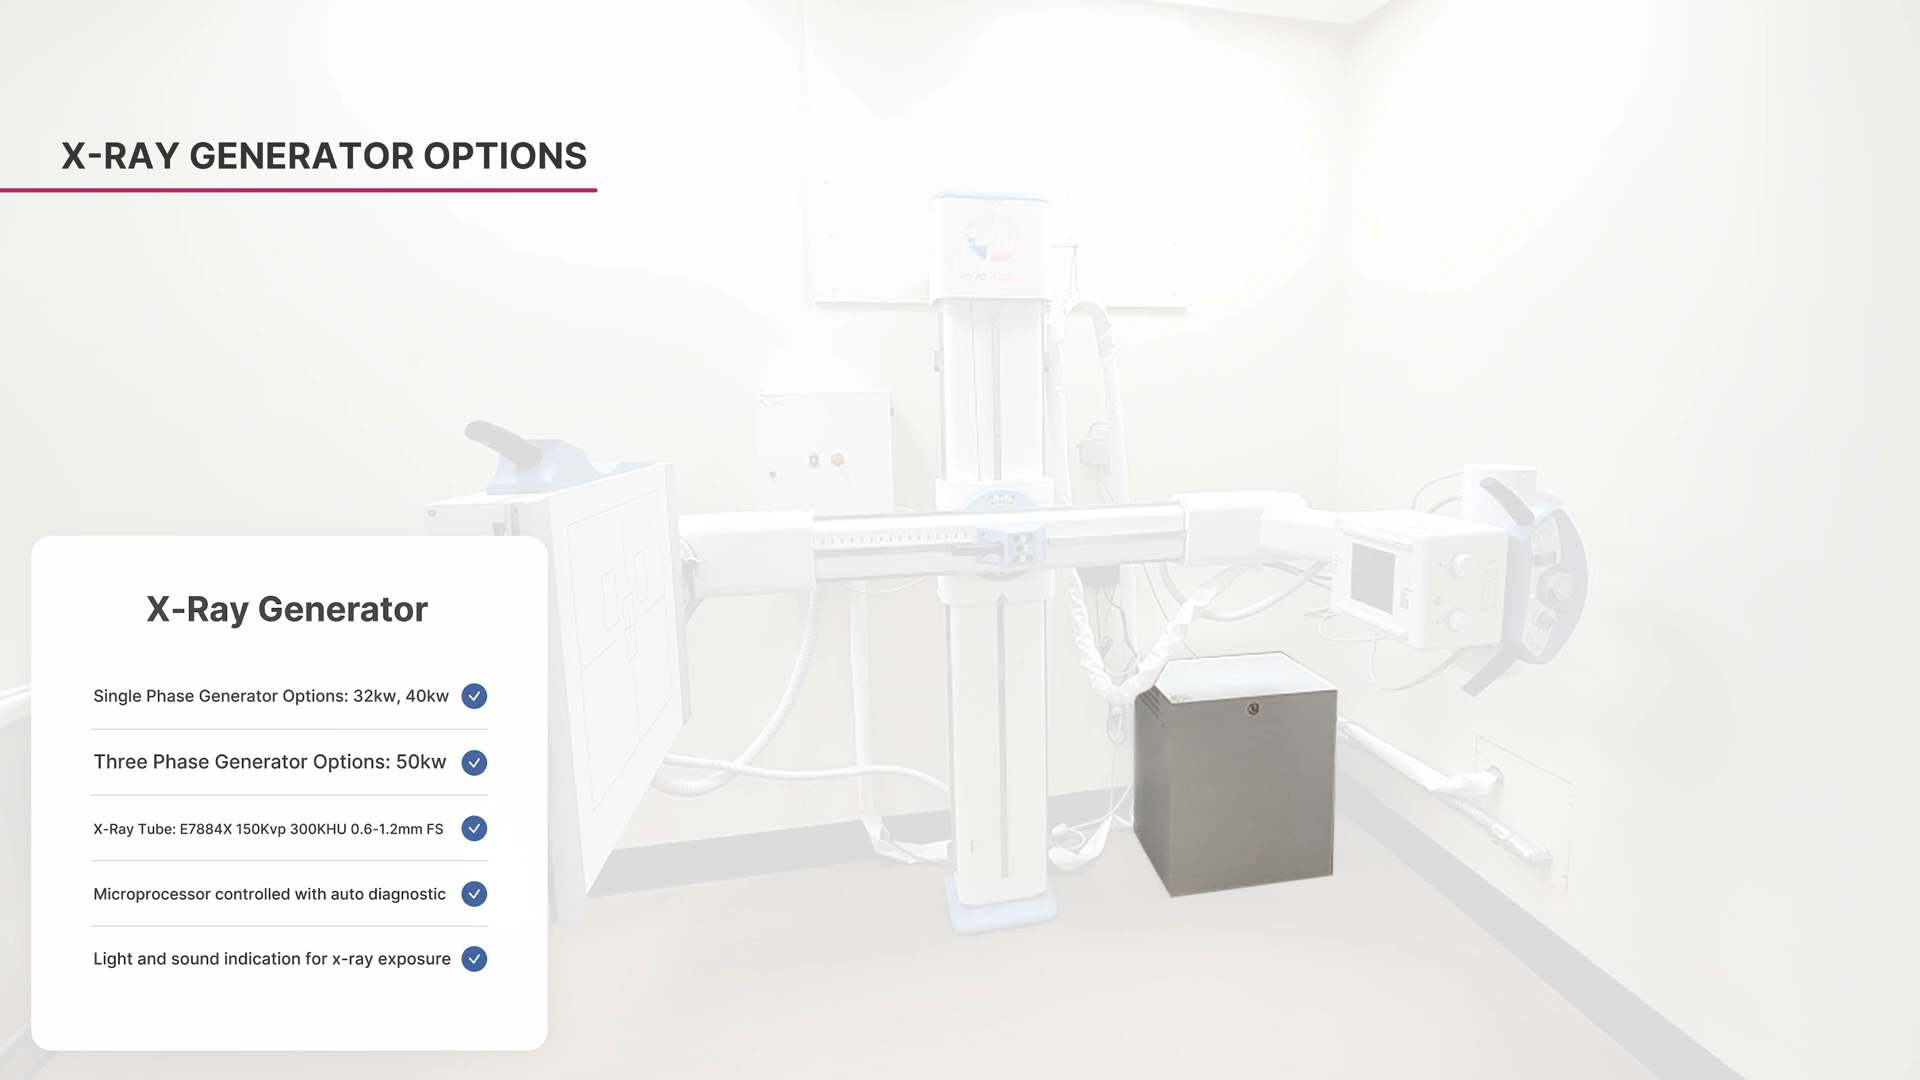 X-RAY GENERATOR OPTIONS
X-Ray Generator
Single Phase Generator Options: 32kw, 40kw
Three Phase Generator Options: 50kw
X-Ray Tube: E7884X 150Kvp 300KHU 0.6-1.2mm FS
Microprocessor controlled with auto diagnostic
Light and sound indication for x-ray exposure